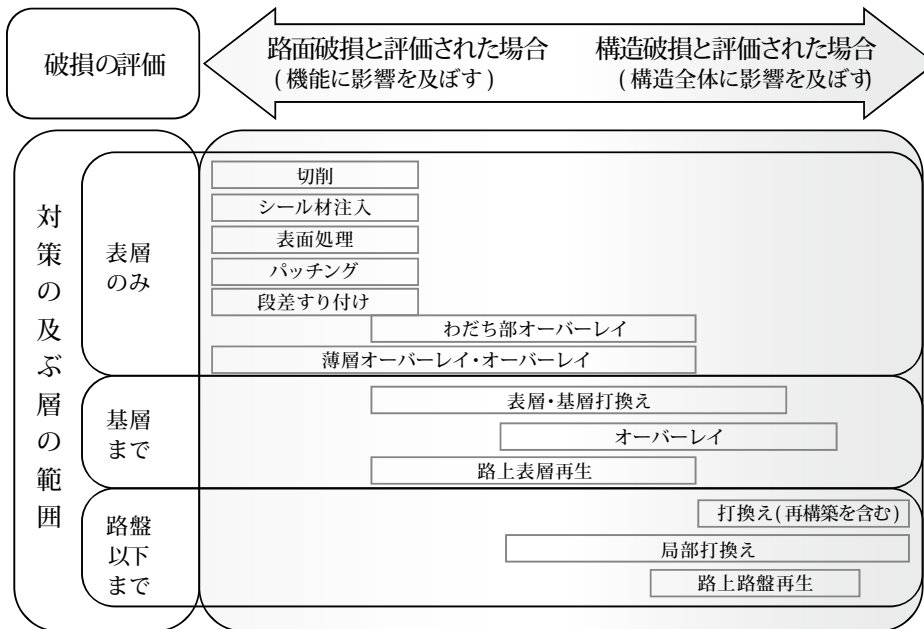 破損の評価
路面破損と評価された場合
(機能に影響を及ぼす)
構造破損と評価された場合
(構造全体に影響を及ぼす)
対策の及ぶ層の範囲
表層
のみ
切削
シール材注入
表面処理
パッチング
段差すり付け
わだち部オーバーレイ
薄層オーバーレイ・オーバーレイ
基層
まで
表層・基層打換え
オーバーレイ
路上表層再生
路盤
以下
まで
打換え(再構築を含む)
局部打換え
路上路盤再生